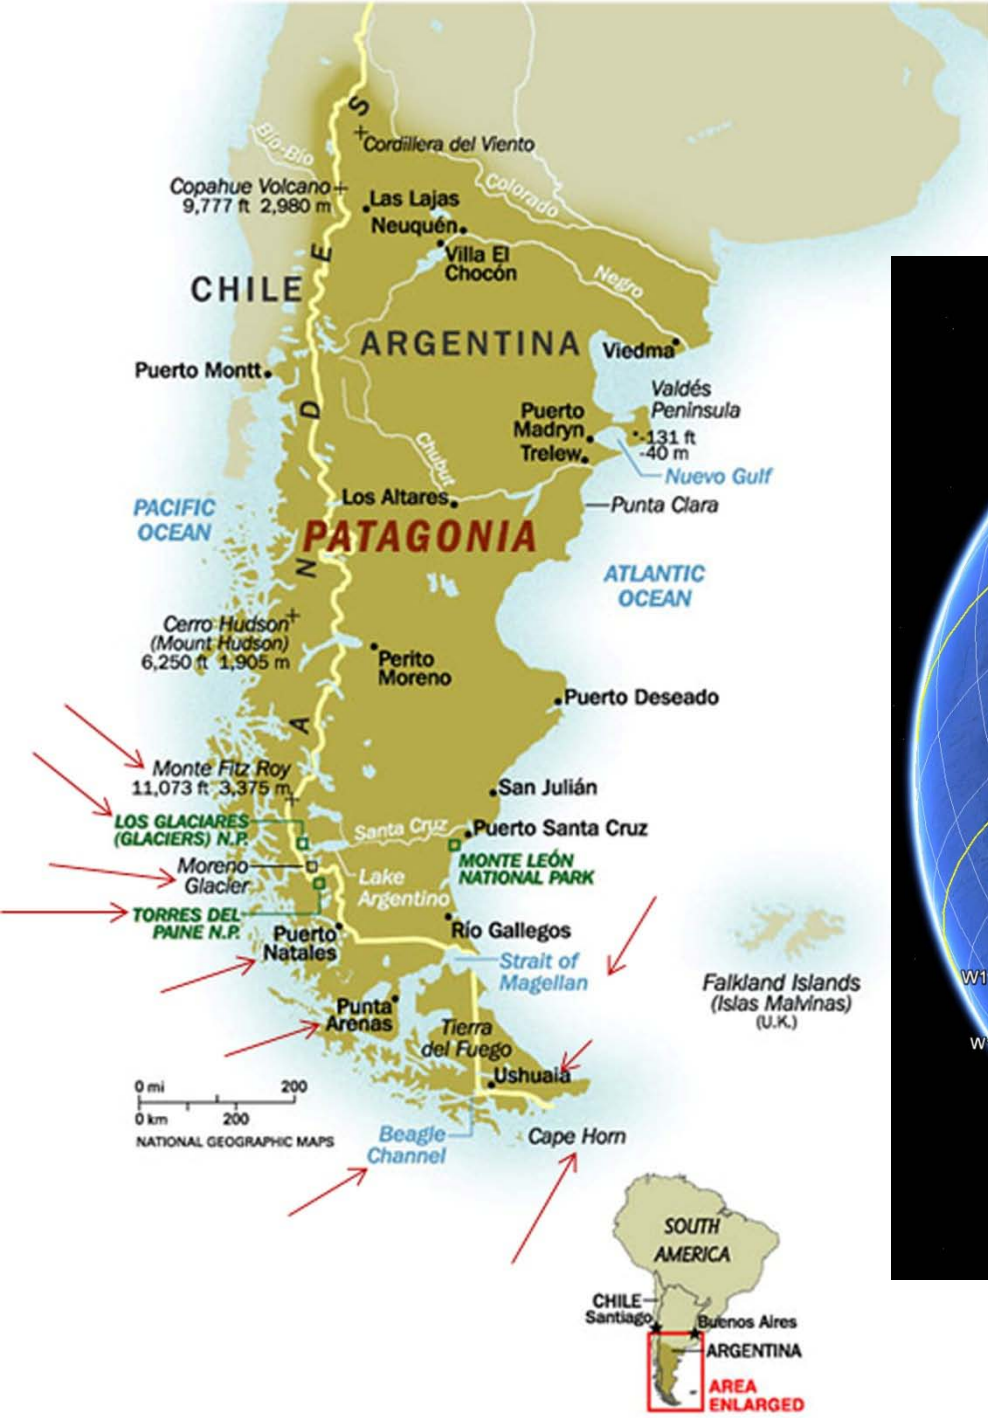 S
Cordillera del Viento
Bío-Bío
Copahue Volcano
9,777 ft 2,980 m
Las Lajas
Colorado
Neuquén
Villa El
Chocón
E
Negro
CHILE
ARGENTINA
Viedma
Puerto Montt
Valdés
Peninsula
D
Puerto
Madryn
-131 ft
-40 m
Trelew
Chubut
Nuevo Gulf
Los Altares
Punta Clara
PACIFIC
OCEAN
PATAGONIA
N
ATLANTIC
OCEAN
Cerro Hudson
(Mount Hudson)
6,250 ft 1,905 m
Perito
Moreno
Puerto Deseado
A
Monte Fitz Roy
11,073 ft 3,375 m
San Julián
LOS GLACIARES
(GLACIERS) N.P.
Santa Cruz
Puerto Santa Cruz
Moreno
Glacier
MONTE LEÓN
NATIONAL PARK
Lake
Argentino
TORRES DEL
PAINE N.P.
Puerto
Natales
Río Gallegos
Strait of
Magellan
Falkland Islands
(Islas Malvinas)
(U.K.)
W1
Punta
Arenas
Tierra
del Fuego
W
Ushuaia
0 mi 200
0 km 200
NATIONAL GEOGRAPHIC MAPS
Beagle
Channel
Cape Horn
SOUTH
AMERICA
CHILE
Santiago
Buenos Aires
ARGENTINA
AREA
ENLARGED